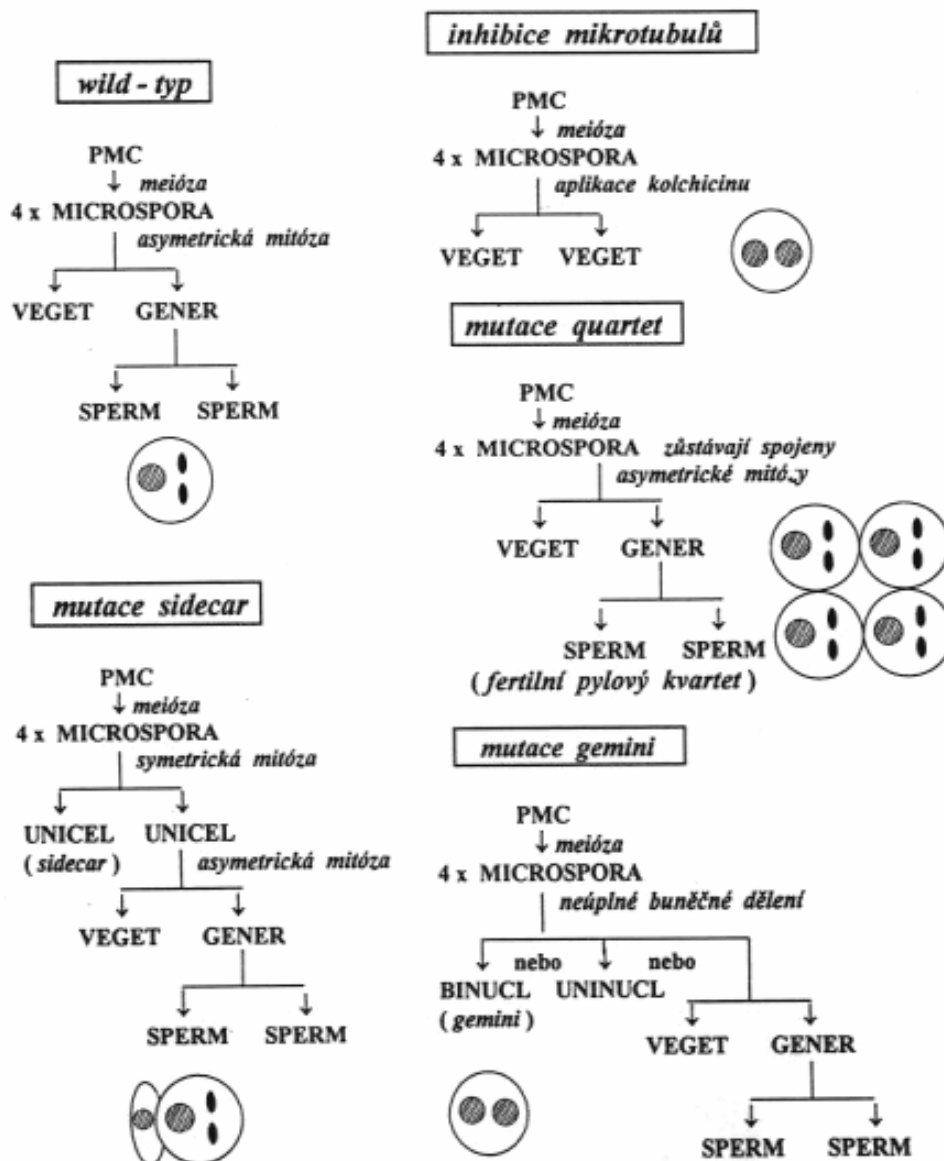 wild - typ
PMC
meióza
4 x MICROSPORA
asymetrická mitóza
VEGET GENER
SPERM SPERM
mutace sidecar
PMC
meióza
4 x MICROSPORA
symetrická mitóza
UNICEL UNICEL
( sidecar ) asymetrická mitóza
VEGET GENER
SPERM SPERM
inhibice mikrotubulů
PMC
meióza
4 x MICROSPORA
aplikace kolchicinu
VEGET VEGET
mutace quartet
PMC
meióza
4 x MICROSPORA zůstávají spojeny
asymetrické mitózy
VEGET GENER
SPERM SPERM
( fertilní pylový kvartet )
mutace gemini
PMC
meióza
4 x MICROSPORA
neúplné buněčné dělení
nebo nebo
BINUCL UNINUCL
( gemini )
VEGET GENER
SPERM SPERM